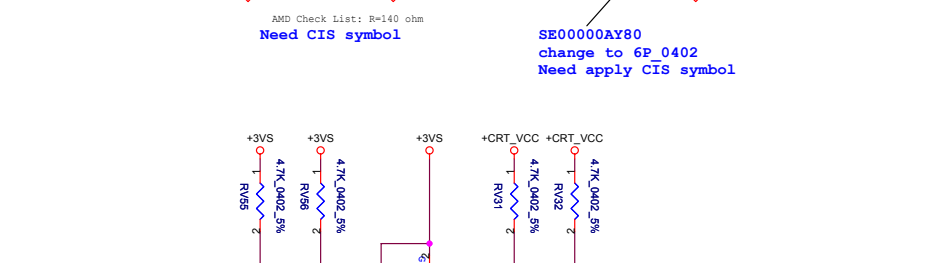 AMD Check List: R=140 ohm
Need CIS symbol
SE00000AY80
change to 6P_0402
Need apply CIS symbol
+3VS
+3VS
+3VS
+CRT_VCC
+CRT_VCC
1
RV55
4.7K_0402_5%
2
1
RV56
4.7K_0402_5%
2
1
RV31
4.7K_0402_5%
2
1
RV32
4.7K_0402_5%
2
2